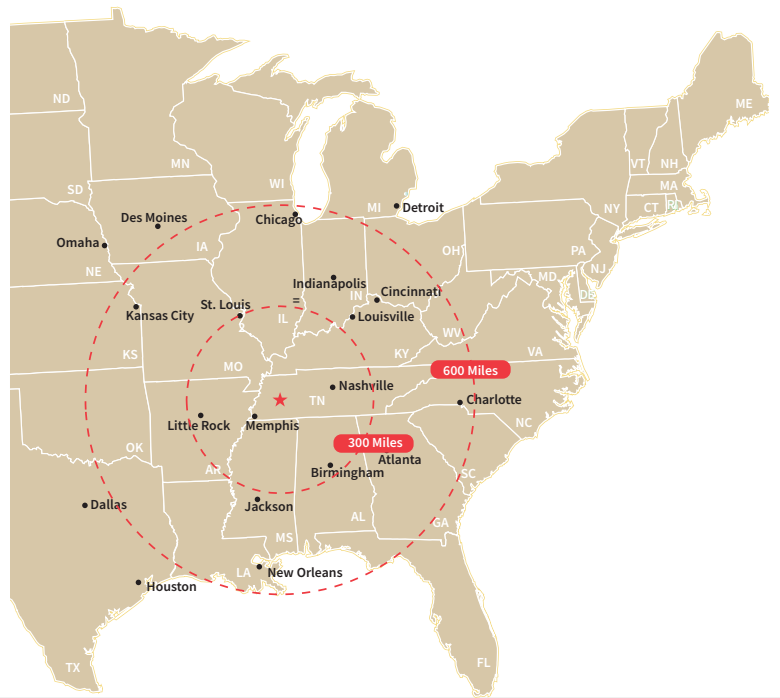 ND
ME
MN
VT
NH
WI
SD
MA
MI
Detroit
NY
CT
RI
Des Moines
Chicago
Omaha
IA
OH
PA
NE
NJ
MD
Indianapolis
IN
Cincinnati
DE
=
St. Louis
Kansas City
IL
Louisville
WV
KS
KY
VA
MO
600 Miles
Nashville
TN
Charlotte
Little Rock
Memphis
NC
300 Miles
OK
Atlanta
AR
Birmingham
SC
Dallas
Jackson
AL
GA
MS
LA
New Orleans
Houston
TX
FL